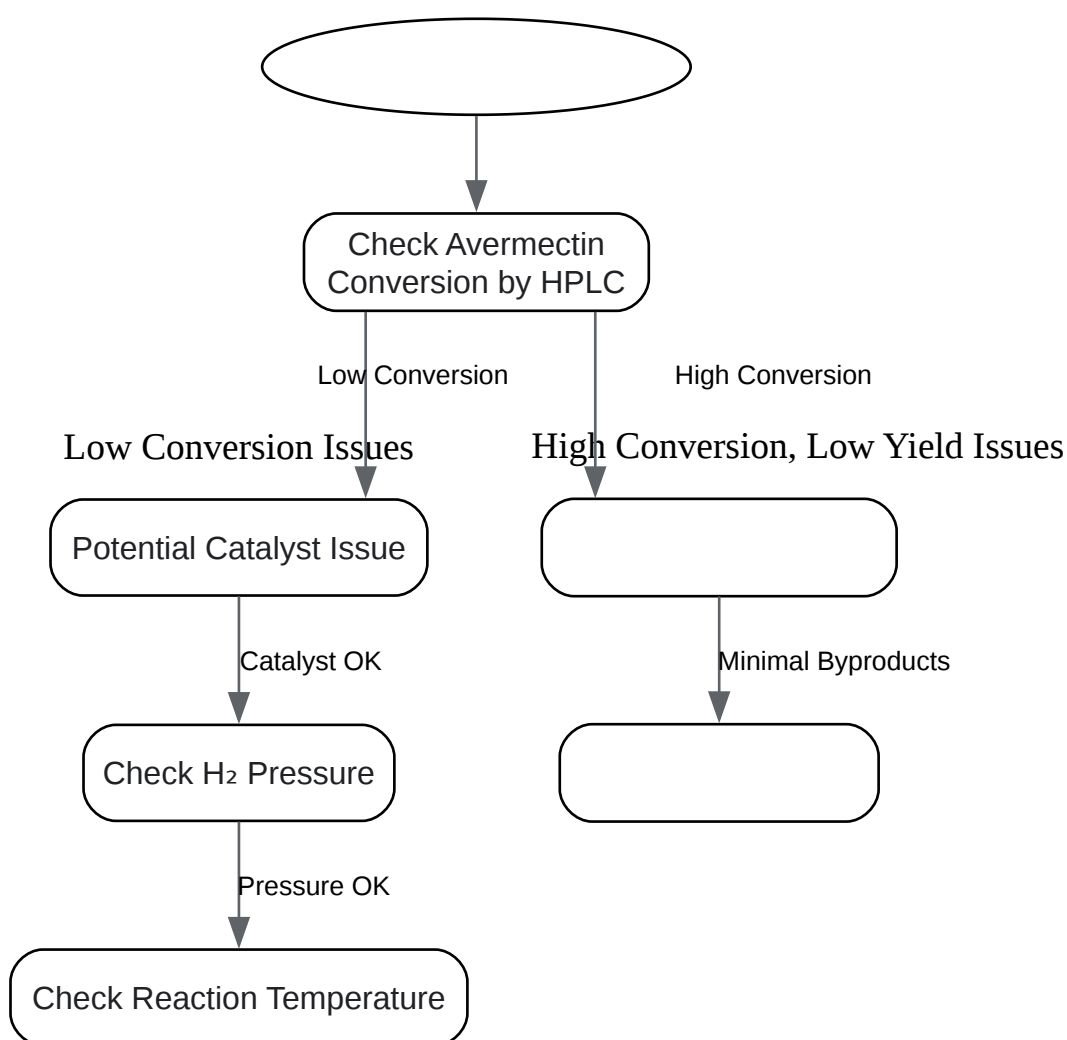 Check Avermectin
Conversion by HPLC
Low Conversion
High Conversion
Low Conversion Issues
High Conversion, Low Yield Issues
Potential Catalyst Issue
Catalyst OK
Minimal Byproducts
Check H₂ Pressure
Pressure OK
Check Reaction Temperature